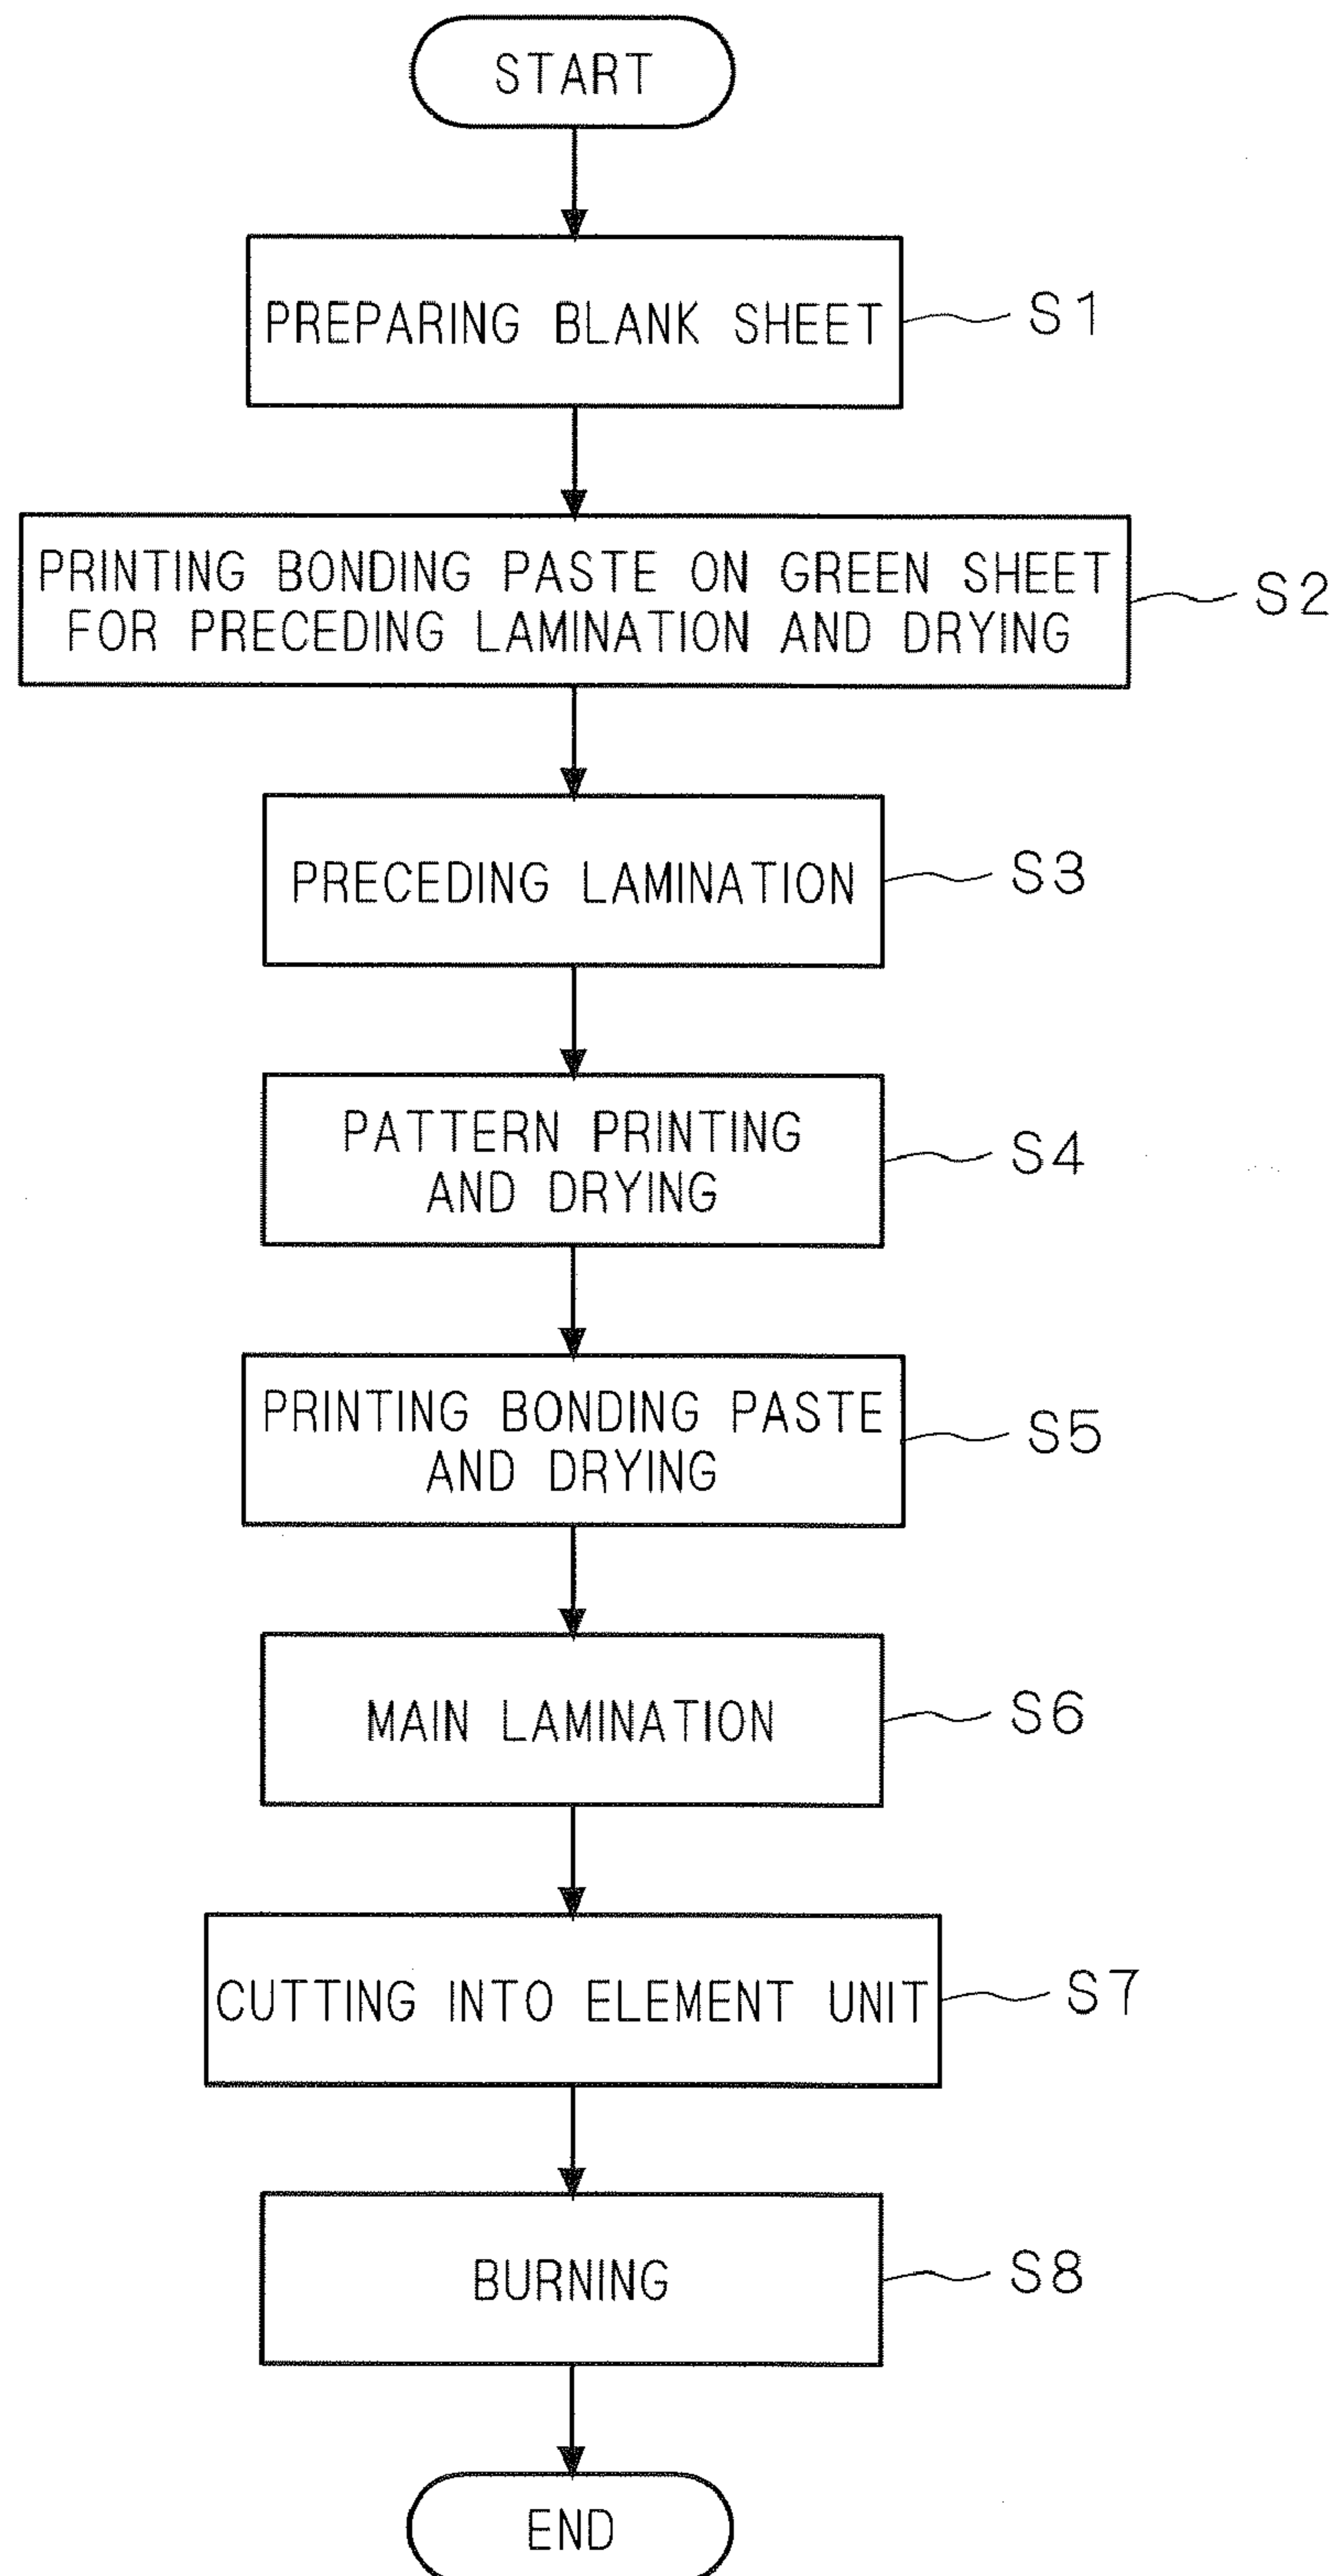 START
PREPARING BLANK SHEET
S1
PRINTING BONDING PASTE ON GREEN SHEET
FOR PRECEDING LAMINATION AND DRYING
S2
PRECEDING LAMINATION
S3
PATTERN PRINTING
AND DRYING
S4
PRINTING BONDING PASTE
AND DRYING
S5
MAIN LAMINATION
S6
CUTTING INTO ELEMENT UNIT
S7
BURNING
S8
END